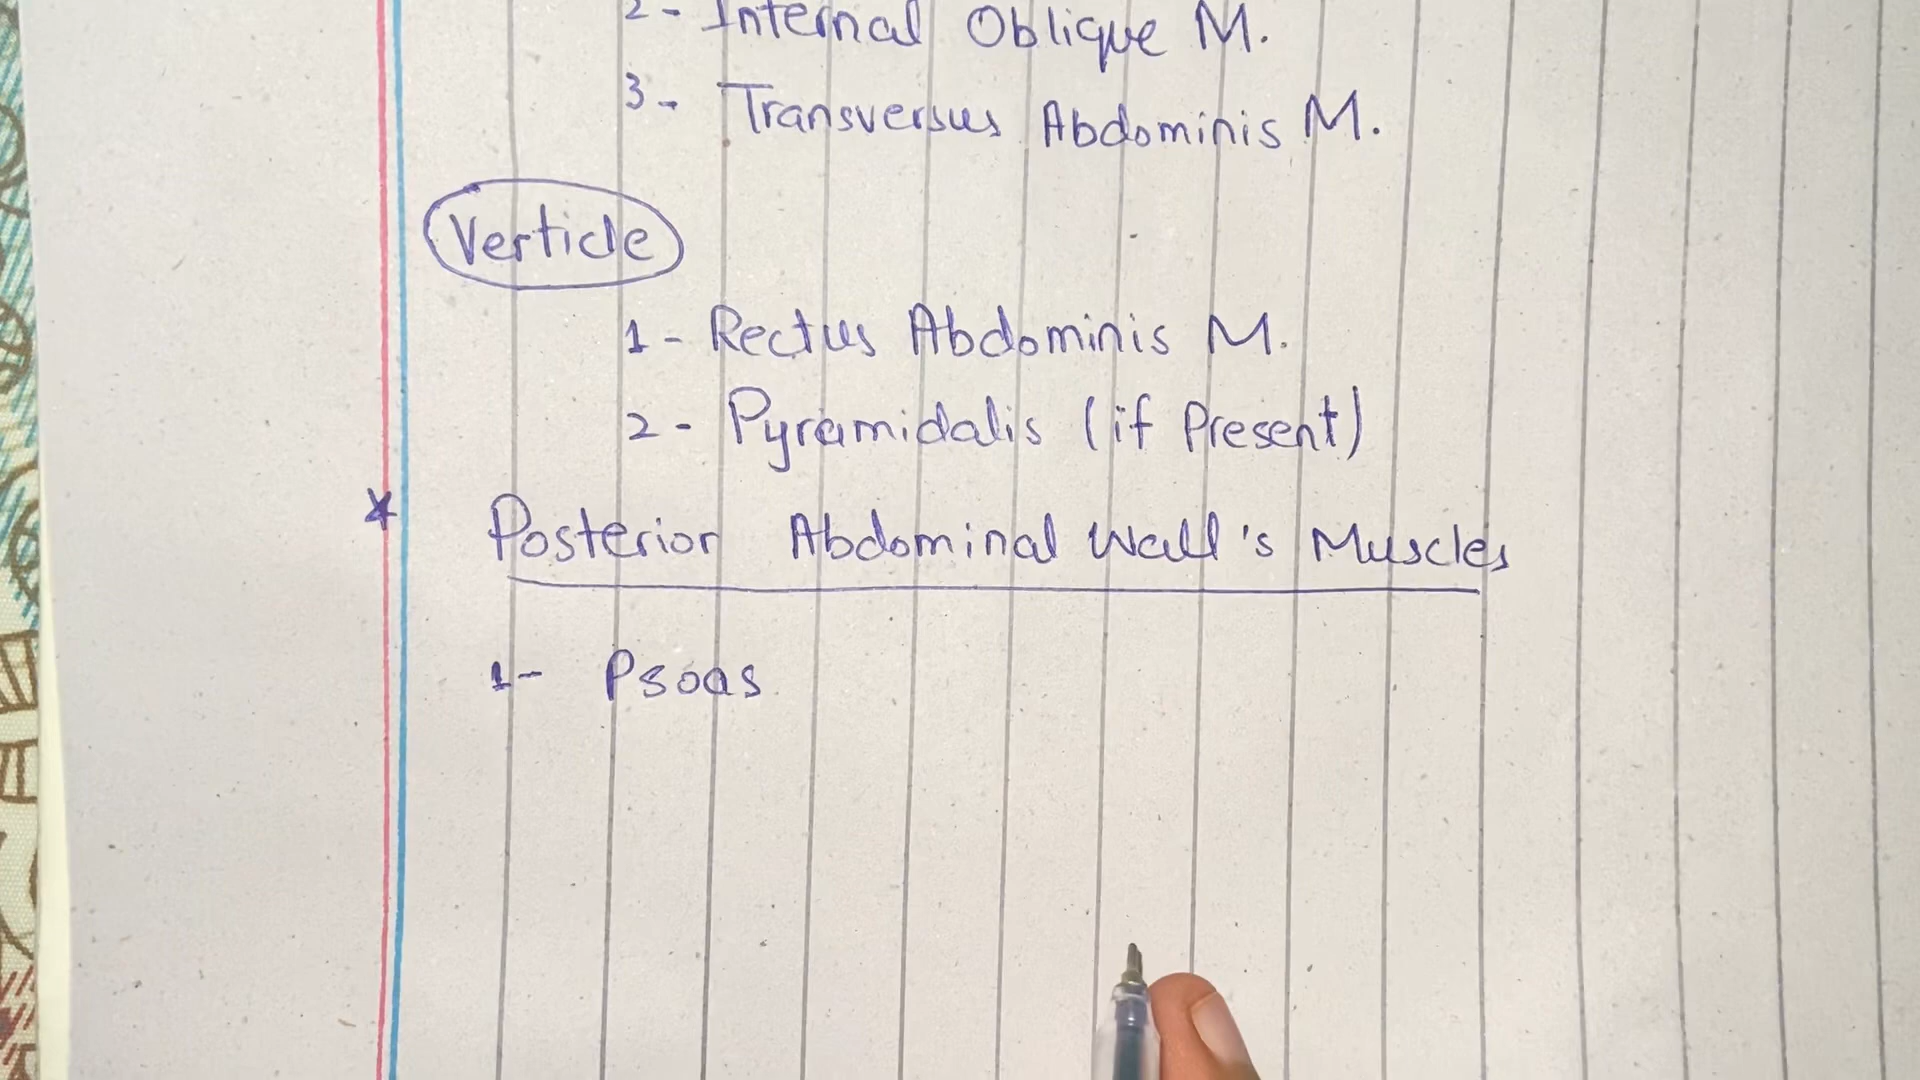 2- Internal Oblique M.
3- Transversus Abdominis M.
Verticle
1- Rectus Abdominis M.
2- Pyramidalis (if Present)
* Posterior Abdominal Wall's Muscles
1- Psoas